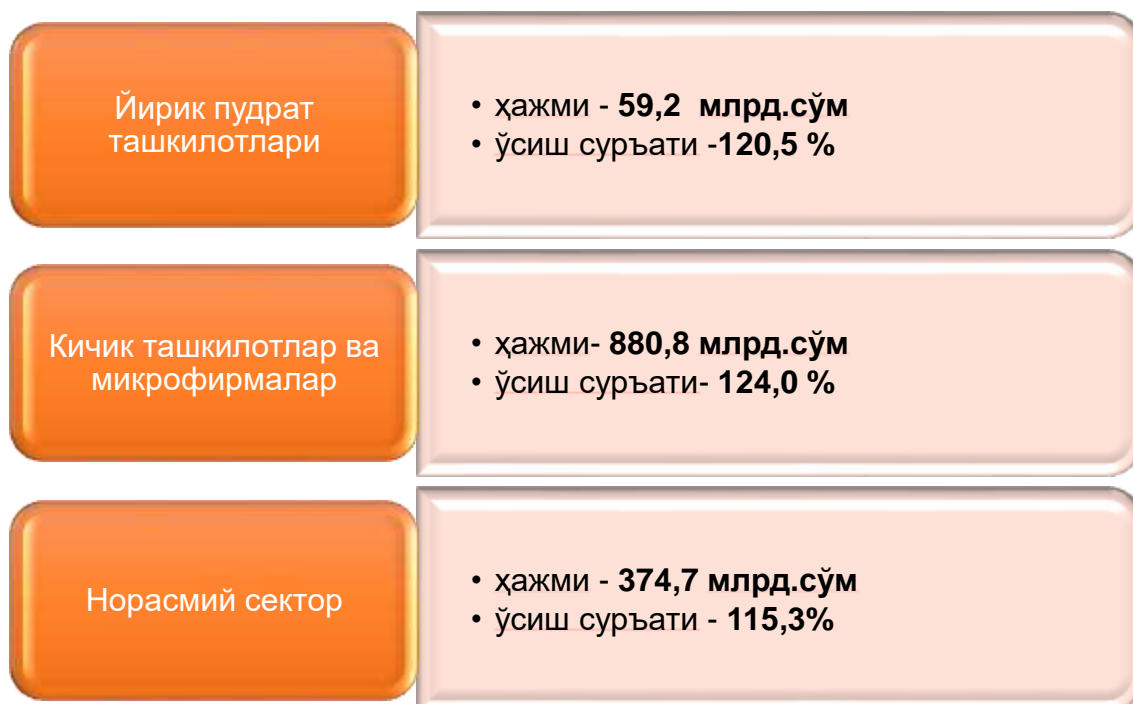 Йирик пудрат
ташкилотлари
• ҳажми - 59,2 млрд.сўм
• ўсиш суръати -120,5 %
Кичик ташкилотлар ва
микрофирмалар
• ҳажми- 880,8 млрд.сўм
• ўсиш суръати- 124,0 %
Норасмий сектор
• ҳажми - 374,7 млрд.сўм
• ўсиш суръати - 115,3%